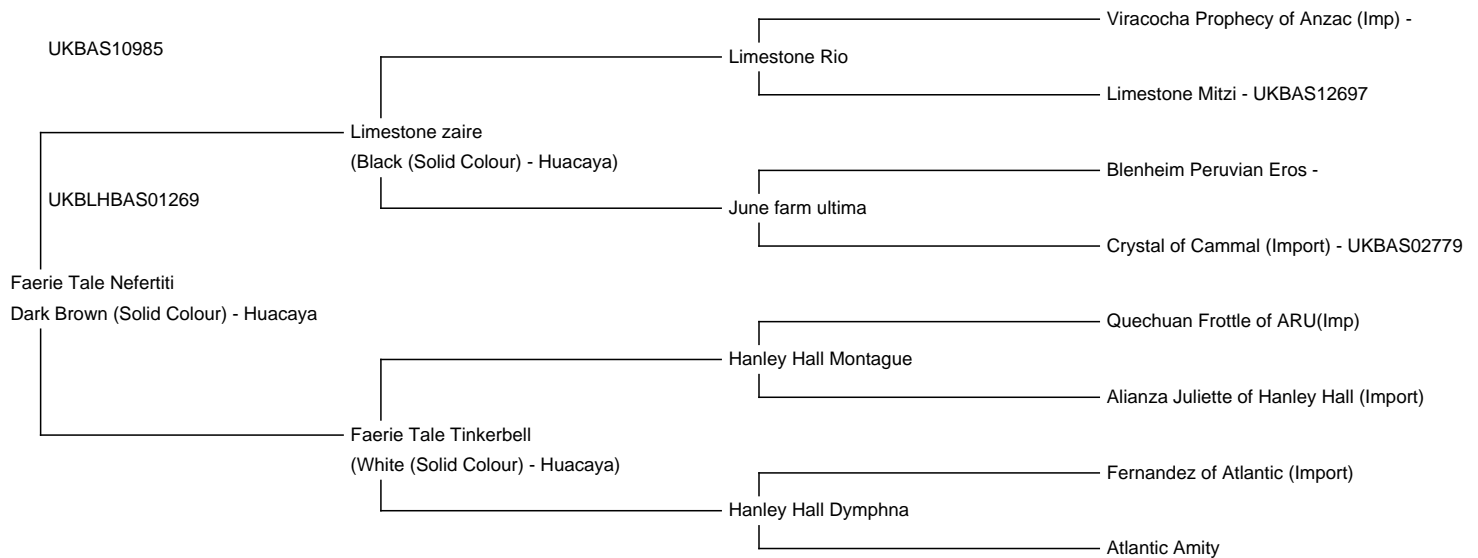 Viracocha Prophecy of Anzac (Imp) -
UKBAS10985
Limestone Rio
Limestone Mitzi - UKBAS12697
Limestone zaire
(Black (Solid Colour) - Huacaya)
Blenheim Peruvian Eros -
UKBLHBAS01269
June farm ultima
Crystal of Cammal (Import) - UKBAS02779
Faerie Tale Nefertiti
Dark Brown (Solid Colour) - Huacaya
Quechuan Frottle of ARU(Imp)
Hanley Hall Montague
Alianza Juliette of Hanley Hall (Import)
Faerie Tale Tinkerbell
(White (Solid Colour) - Huacaya)
Fernandez of Atlantic (Import)
Hanley Hall Dymphna
Atlantic Amity